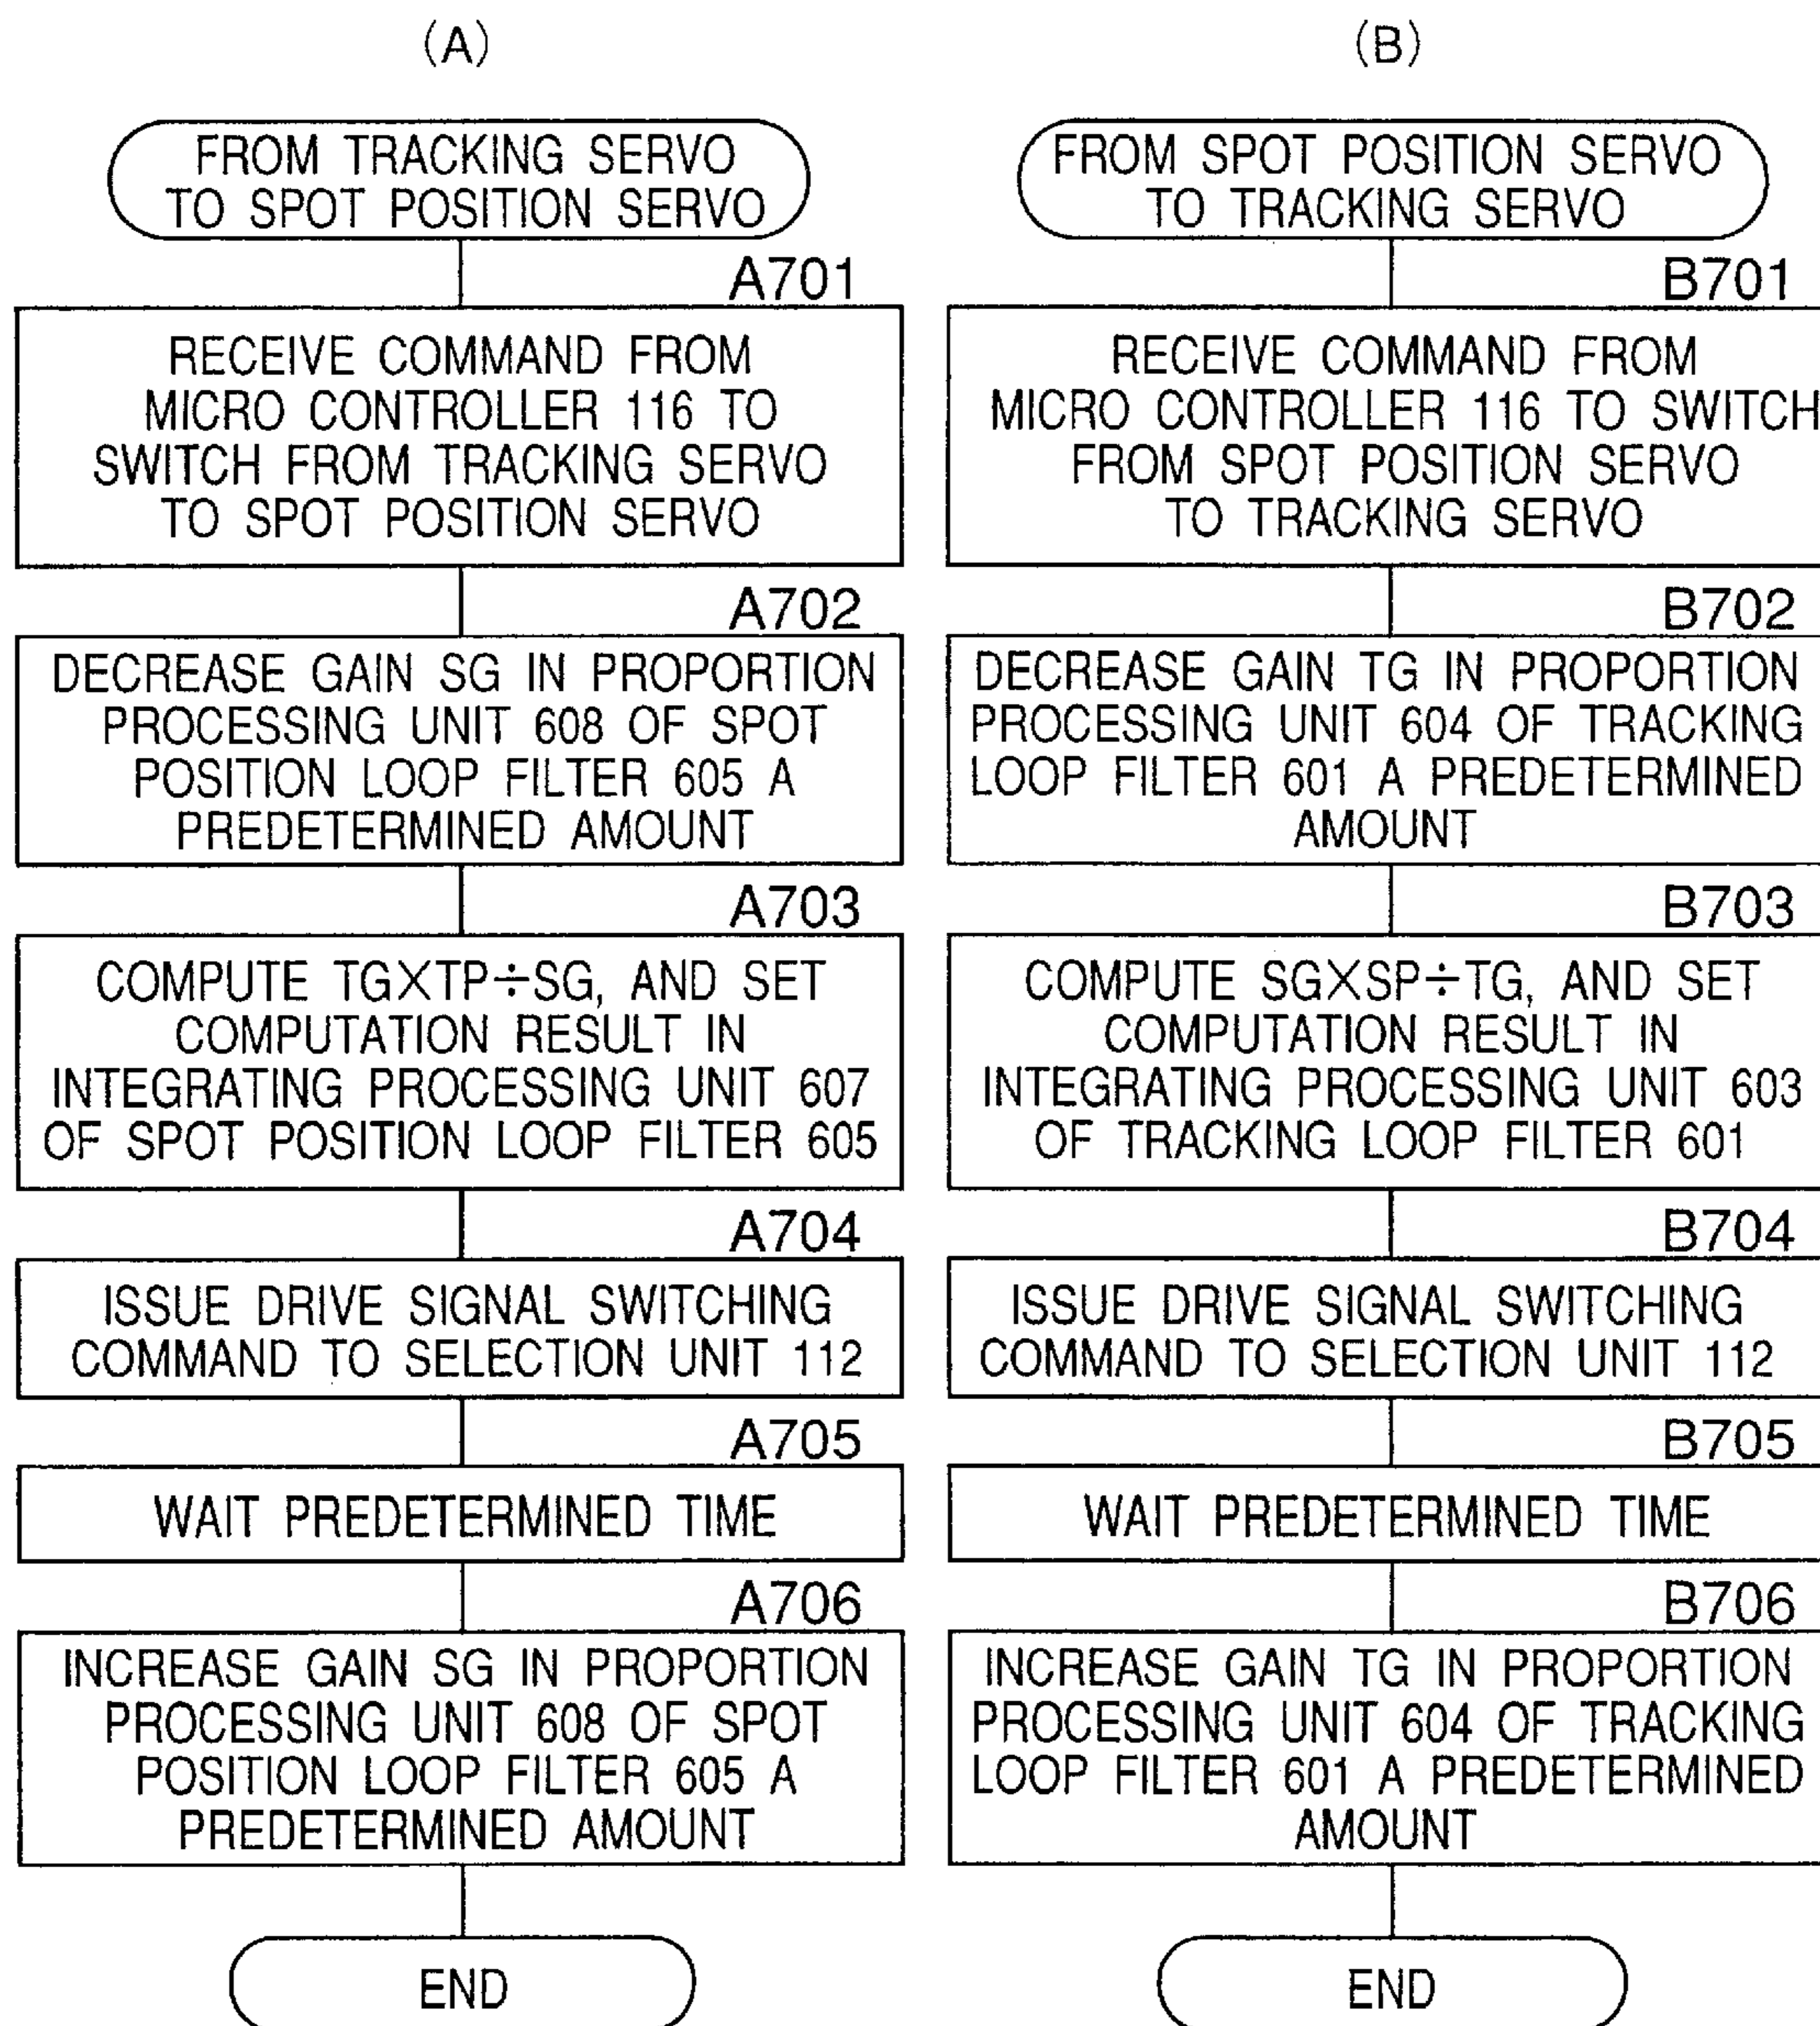 (A)
FROM TRACKING SERVO
TO SPOT POSITION SERVO
A701
RECEIVE COMMAND FROM
MICRO CONTROLLER 116 TO
SWITCH FROM TRACKING SERVO
TO SPOT POSITION SERVO
A702
DECREASE GAIN SG IN PROPORTION
PROCESSING UNIT 608 OF SPOT
POSITION LOOP FILTER 605 A
PREDETERMINED AMOUNT
A703
COMPUTE TG×TP÷SG, AND SET
COMPUTATION RESULT IN
INTEGRATING PROCESSING UNIT 607
OF SPOT POSITION LOOP FILTER 605
A704
ISSUE DRIVE SIGNAL SWITCHING
COMMAND TO SELECTION UNIT 112
A705
WAIT PREDETERMINED TIME
A706
INCREASE GAIN SG IN PROPORTION
PROCESSING UNIT 608 OF SPOT
POSITION LOOP FILTER 605 A
PREDETERMINED AMOUNT
END
(B)
FROM SPOT POSITION SERVO
TO TRACKING SERVO
B701
RECEIVE COMMAND FROM
MICRO CONTROLLER 116 TO SWITCH
FROM SPOT POSITION SERVO
TO TRACKING SERVO
B702
DECREASE GAIN TG IN PROPORTION
PROCESSING UNIT 604 OF TRACKING
LOOP FILTER 601 A PREDETERMINED
AMOUNT
B703
COMPUTE SG×SP÷TG, AND SET
COMPUTATION RESULT IN
INTEGRATING PROCESSING UNIT 603
OF TRACKING LOOP FILTER 601
B704
ISSUE DRIVE SIGNAL SWITCHING
COMMAND TO SELECTION UNIT 112
B705
WAIT PREDETERMINED TIME
B706
INCREASE GAIN TG IN PROPORTION
PROCESSING UNIT 604 OF TRACKING
LOOP FILTER 601 A PREDETERMINED
AMOUNT
END